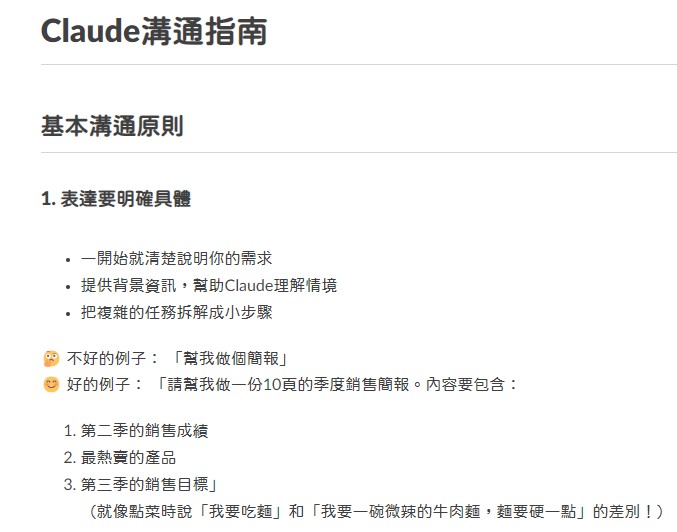 Claude溝通指南
基本溝通原則
1. 表達要明確具體
• 一開始就清楚說明你的需求
• 提供背景資訊，幫助Claude理解情境
• 把複雜的任務拆解成小步驟
🤔 不好的例子：「幫我做個簡報」
😊 好的例子：「請幫我做一份10頁的季度銷售簡報。內容要包含：
1. 第二季的銷售成績
2. 最熱賣的產品
3. 第三季的銷售目標」
（就像點菜時說「我要吃麵」和「我要一碗微辣的牛肉麵，麵要硬一點」的差別！）